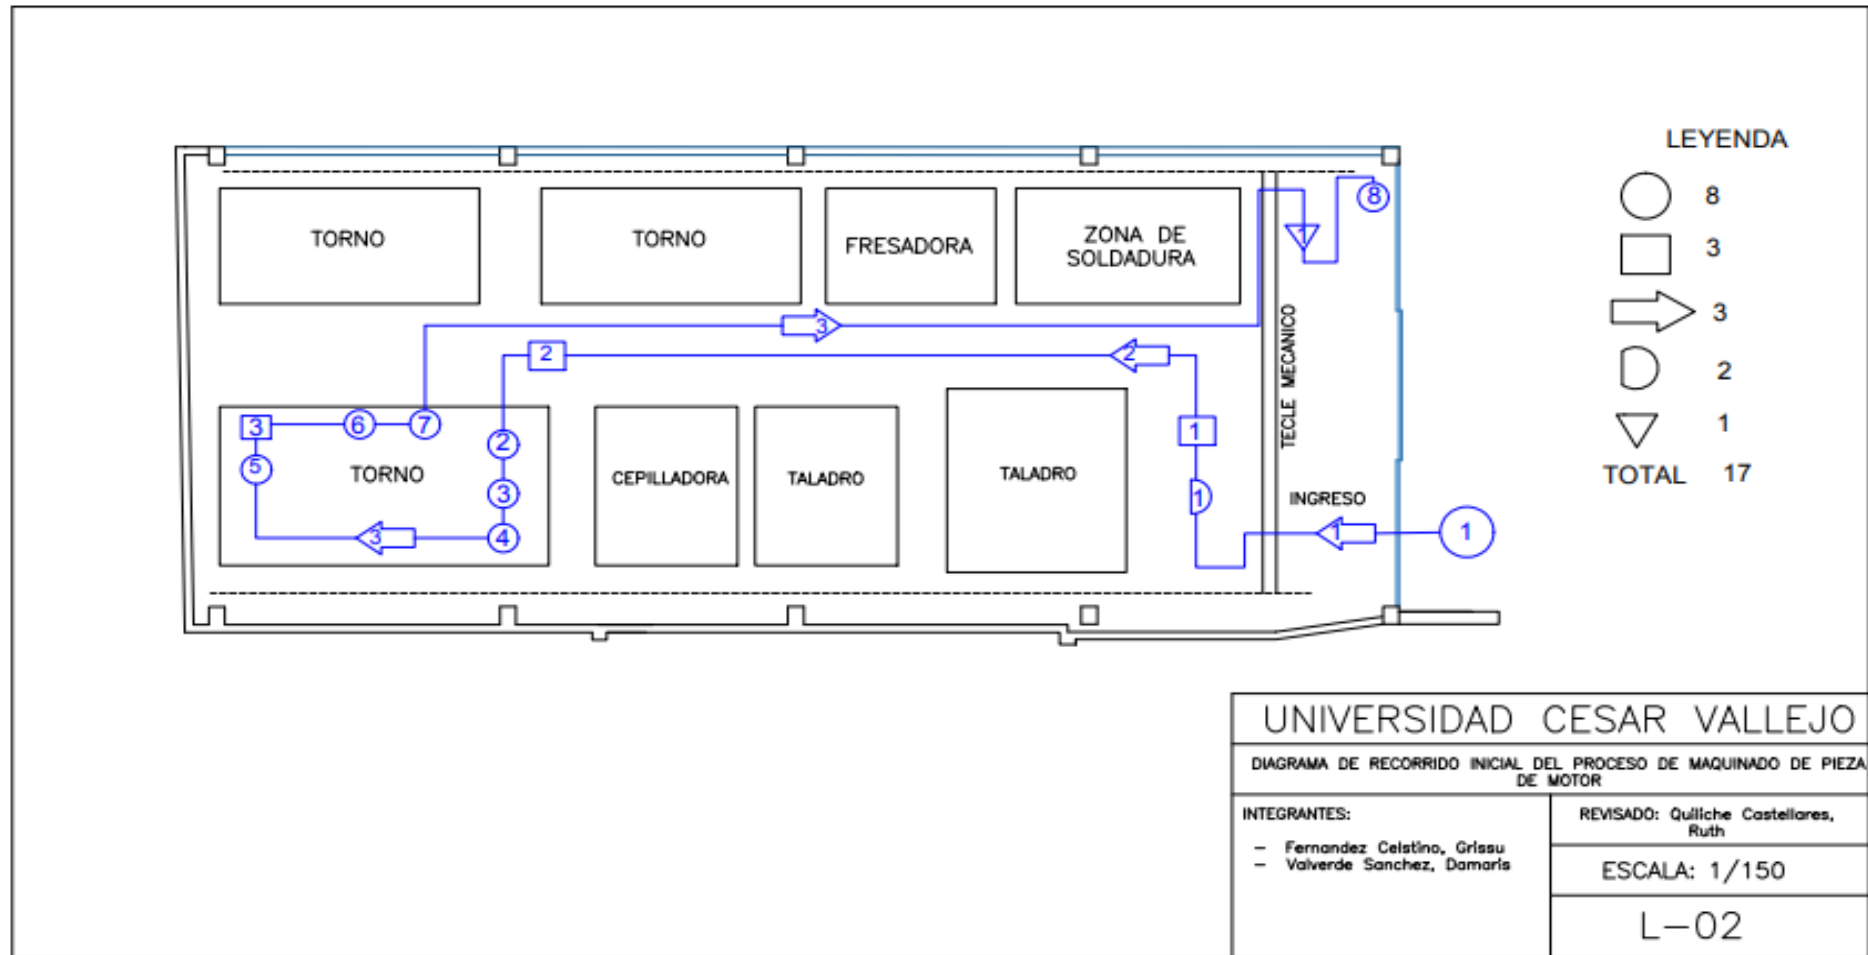 LEYENDA
8
3
3
2
1
TOTAL 17
TORNO
TORNO
FRESADORA
ZONA DE
SOLDADURA
8
1
3
2
2
TECLE MECANICO
1
3
6
7
2
5
TORNO
3
4
3
CEPILLADORA
TALADRO
TALADRO
1
INGRESO
1
1
UNIVERSIDAD CESAR VALLEJO
DIAGRAMA DE RECORRIDO INICIAL DEL PROCESO DE MAQUINADO DE PIEZA
DE MOTOR
INTEGRANTES:
- Fernandez Celstino, Grissu
- Valverde Sanchez, Damaris
REVISADO: Quiliche Castellares,
Ruth
ESCALA: 1/150
L-02